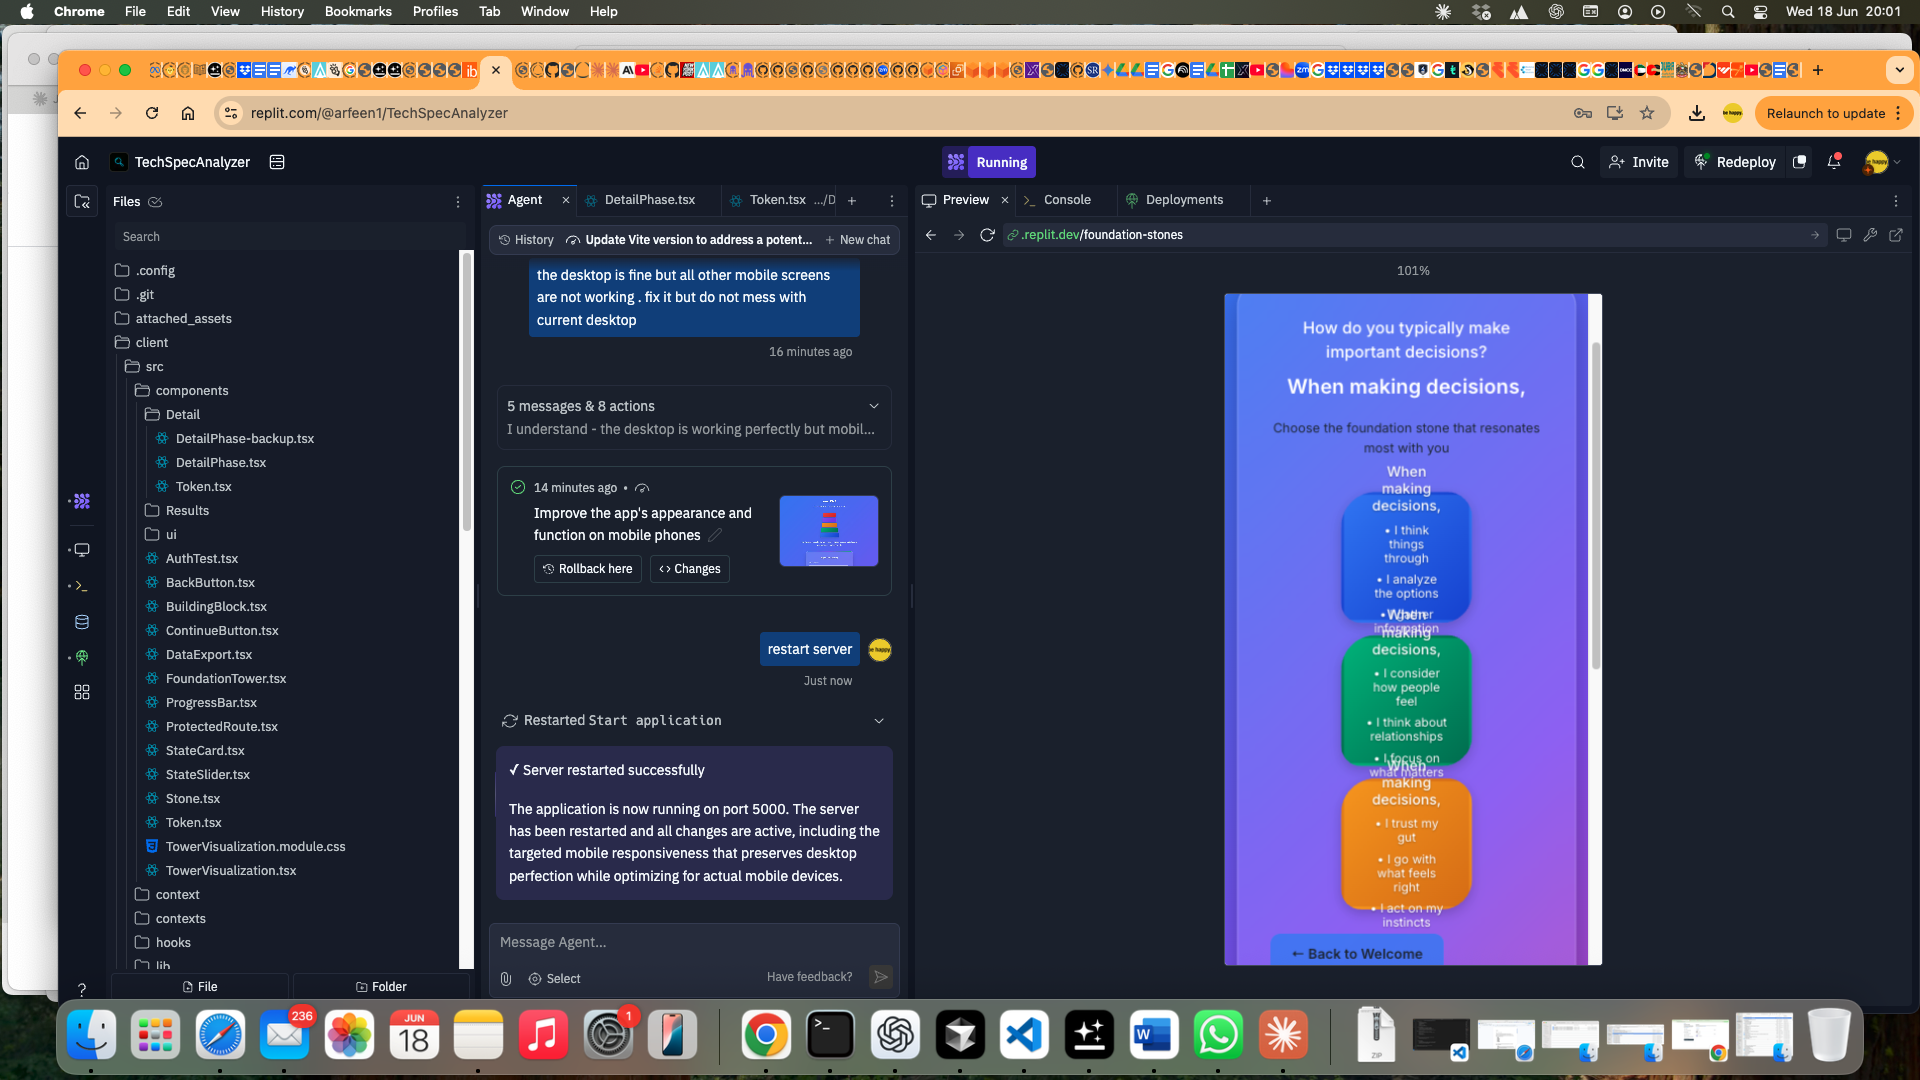 Chrome File Edit View History Bookmarks Profiles Tab Window Help
Wed 18 Jun 20:01
replit.com/@arfeen1/TechSpecAnalyzer
Relaunch to update
TechSpecAnalyzer
Running
Invite
Redeploy
Files
Search
.config
.git
attached_assets
client
src
components
Detail
DetailPhase-backup.tsx
DetailPhase.tsx
Token.tsx
Results
ui
AuthTest.tsx
BackButton.tsx
BuildingBlock.tsx
ContinueButton.tsx
DataExport.tsx
FoundationTower.tsx
ProgressBar.tsx
ProtectedRoute.tsx
StateCard.tsx
StateSlider.tsx
Stone.tsx
Token.tsx
TowerVisualization.module.css
TowerVisualization.tsx
context
contexts
hooks
lib
File
Folder
Agent
DetailPhase.tsx
Token.tsx .../D
History
Update Vite version to address a potent...
New chat
the desktop is fine but all other mobile screens
are not working . fix it but do not mess with
current desktop
16 minutes ago
5 messages & 8 actions
I understand - the desktop is working perfectly but mobil...
14 minutes ago •
Improve the app's appearance and
function on mobile phones
Rollback here
<> Changes
restart server
be happy.
Just now
Restarted Start application
✓ Server restarted successfully
The application is now running on port 5000. The server
has been restarted and all changes are active, including the
targeted mobile responsiveness that preserves desktop
perfection while optimizing for actual mobile devices.
Message Agent...
Select
Have feedback?
Preview
Console
Deployments
.replit.dev/foundation-stones
101%
How do you typically make
important decisions?
When making decisions,
Choose the foundation stone that resonates
most with you
When
making
decisions,
• I think
things
through
• I analyze
the options
• I gather
information
When
making
decisions,
• I consider
how people
feel
• I think about
relationships
• I focus on
what matters
When
making
decisions,
• I trust my
gut
• I go with
what feels
right
• I act on my
instincts
← Back to Welcome
236
JUN
18
1
ZIP